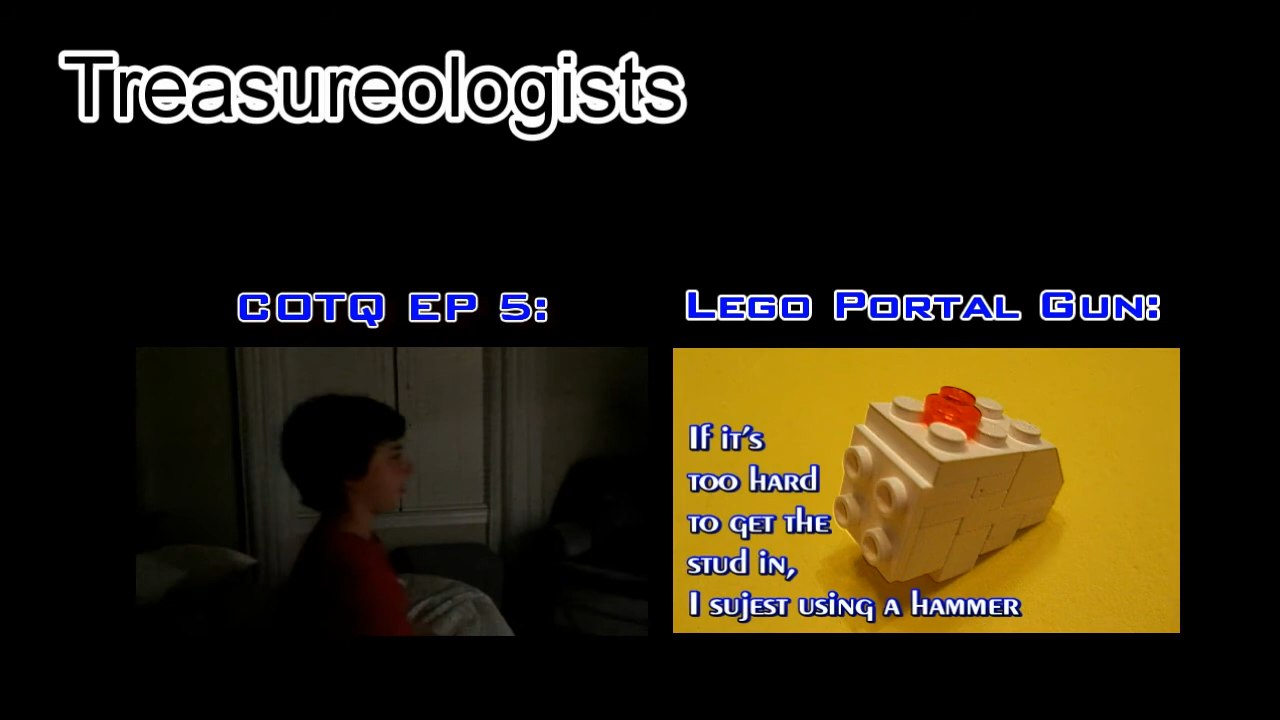 Treasureologists
COTQ EP 5:
Lego Portal Gun:
If it's
too hard
to get the
stud in,
I sujest using a hammer